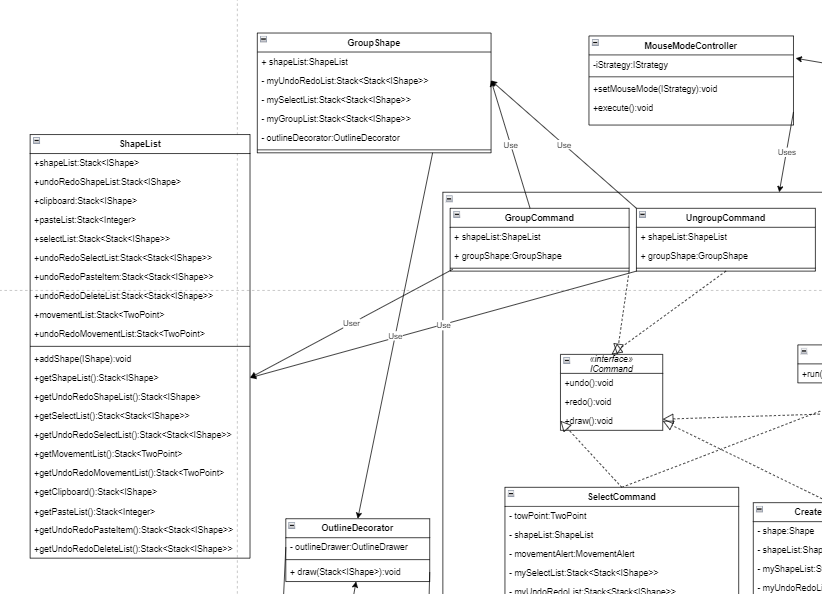 GroupShape
+ shapeList:ShapeList
- myUndoRedoList:Stack<Stack<IShape>>
- mySelectList:Stack<Stack<IShape>>
- myGroupList:Stack<Stack<IShape>>
- outlineDecorator:OutlineDecorator
MouseModeController
-iStrategy:IStrategy
+setMouseMode(IStrategy):void
+execute():void
Use
Use
Uses
ShapeList
+shapeList:Stack<IShape>
+undoRedoShapeList:Stack<IShape>
+clipboard:Stack<IShape>
+pasteList:Stack<Integer>
+selectList:Stack<Stack<IShape>>
+undoRedoSelectList:Stack<Stack<IShape>>
+undoRedoPasteItem:Stack<Stack<IShape>>
+undoRedoDeleteList:Stack<IShape>>
+movementList:Stack<TwoPoint>
+undoRedoMovementList:Stack<TwoPoint>
+addShape(IShape):void
+getShapeList():Stack<IShape>
+getUndoRedoShapeList():Stack<IShape>
+getSelectList():Stack<Stack<IShape>>
+getUndoRedoSelectList():Stack<Stack<IShape>>
+getMovementList():Stack<TwoPoint>
+getUndoRedoMovementList():Stack<TwoPoint>
+getClipboard():Stack<IShape>
+getPasteList():Stack<Integer>
+getUndoRedoPasteItem():Stack<Stack<IShape>>
+getUndoRedoDeleteList():Stack<Stack<IShape>>
GroupCommand
+ shapeList:ShapeList
+ groupShape:GroupShape
UngroupCommand
+ shapeList:ShapeList
+ groupShape:GroupShape
User
Use
Use
«interface»
ICommand
+undo():void
+redo():void
+draw():void
+run(
OutlineDecorator
- outlineDrawer:OutlineDrawer
+ draw(Stack<IShape>):void
SelectCommand
- towPoint:TwoPoint
- shapeList:ShapeList
- movementAlert:MovementAlert
- mySelectList:Stack<Stack<IShape>>
- myUndoRedoList:Stack<Stack<IShape>>
Create
- shape:Shape
- shapeList:Shap
- myShapeList:S
- myUndoRedoLi